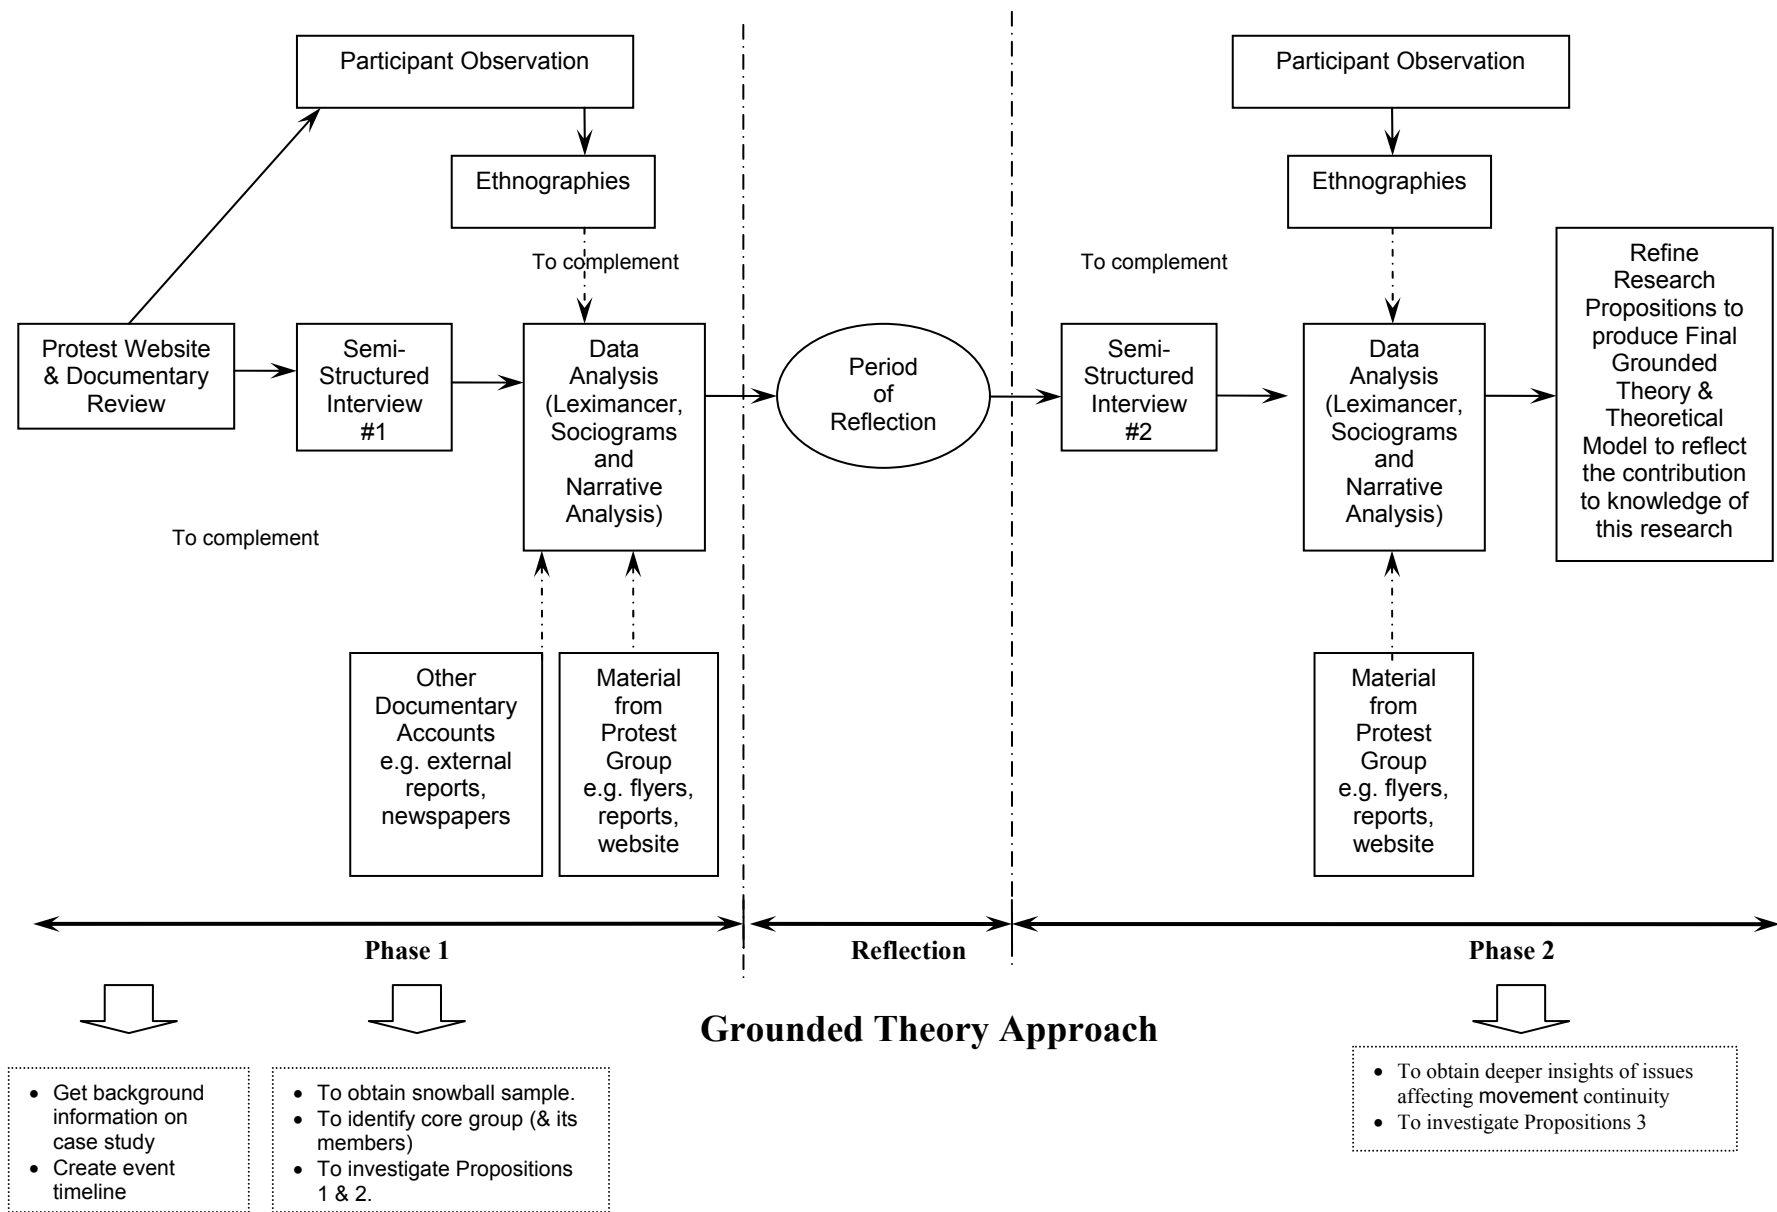 Participant Observation
Ethnographies
To complement
Protest Website
& Documentary
Review
Semi-
Structured
Interview
#1
Data
Analysis
(Leximancer,
Sociograms
and
Narrative
Analysis)
To complement
Other
Documentary
Accounts
e.g. external
reports,
newspapers
Material
from
Protest
Group
e.g. flyers,
reports,
website
Period
of
Reflection
Participant Observation
Ethnographies
To complement
Semi-
Structured
Interview
#2
Data
Analysis
(Leximancer,
Sociograms
and
Narrative
Analysis)
Refine
Research
Propositions to
produce Final
Grounded
Theory &
Theoretical
Model to reflect
the contribution
to knowledge of
this research
Material
from
Protest
Group
e.g. flyers,
reports,
website
Phase 1
Reflection
Phase 2
Grounded Theory Approach
• Get background
information on
case study
• Create event
timeline
• To obtain snowball sample.
• To identify core group (& its
members)
• To investigate Propositions
1 & 2.
• To obtain deeper insights of issues
affecting movement continuity
• To investigate Propositions 3